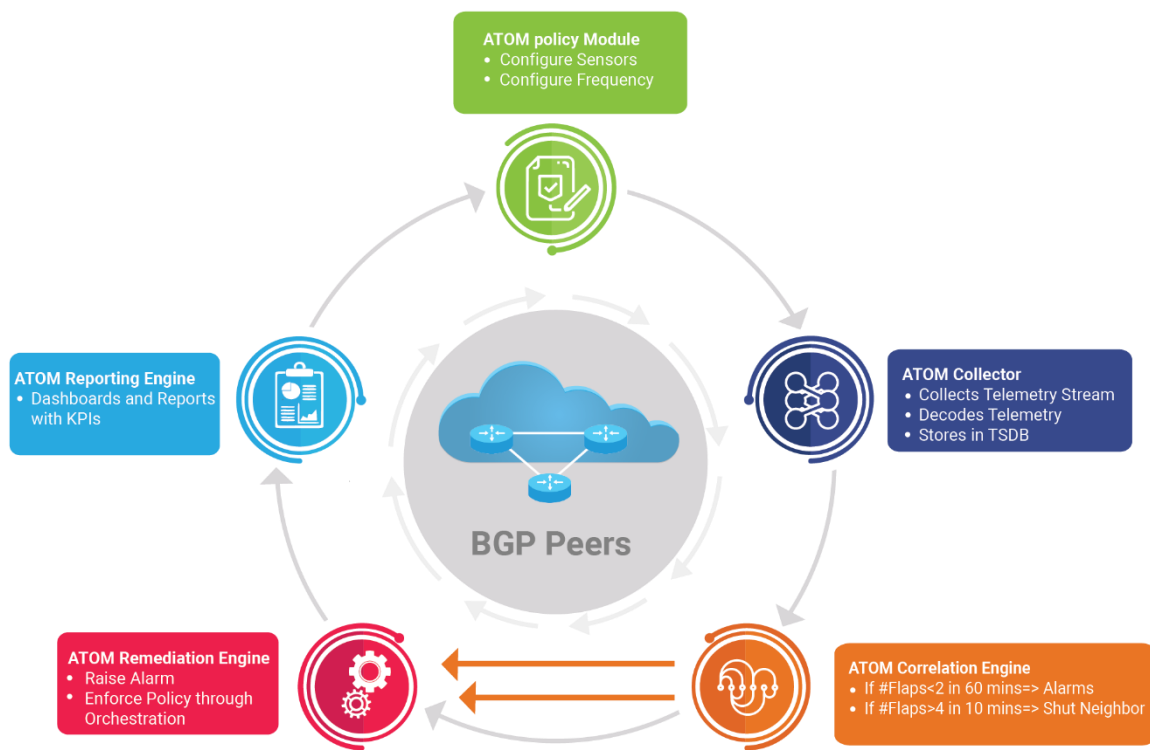 ATOM policy Module
• Configure Sensors
• Configure Frequency
ATOM Reporting Engine
• Dashboards and Reports
with KPIs
ATOM Collector
• Collects Telemetry Stream
• Decodes Telemetry
• Stores in TSDB
BGP Peers
ATOM Remediation Engine
• Raise Alarm
• Enforce Policy through
Orchestration
ATOM Correlation Engine
• If #Flaps<2 in 60 mins=> Alarms
• If #Flaps>4 in 10 mins=> Shut Neighbor